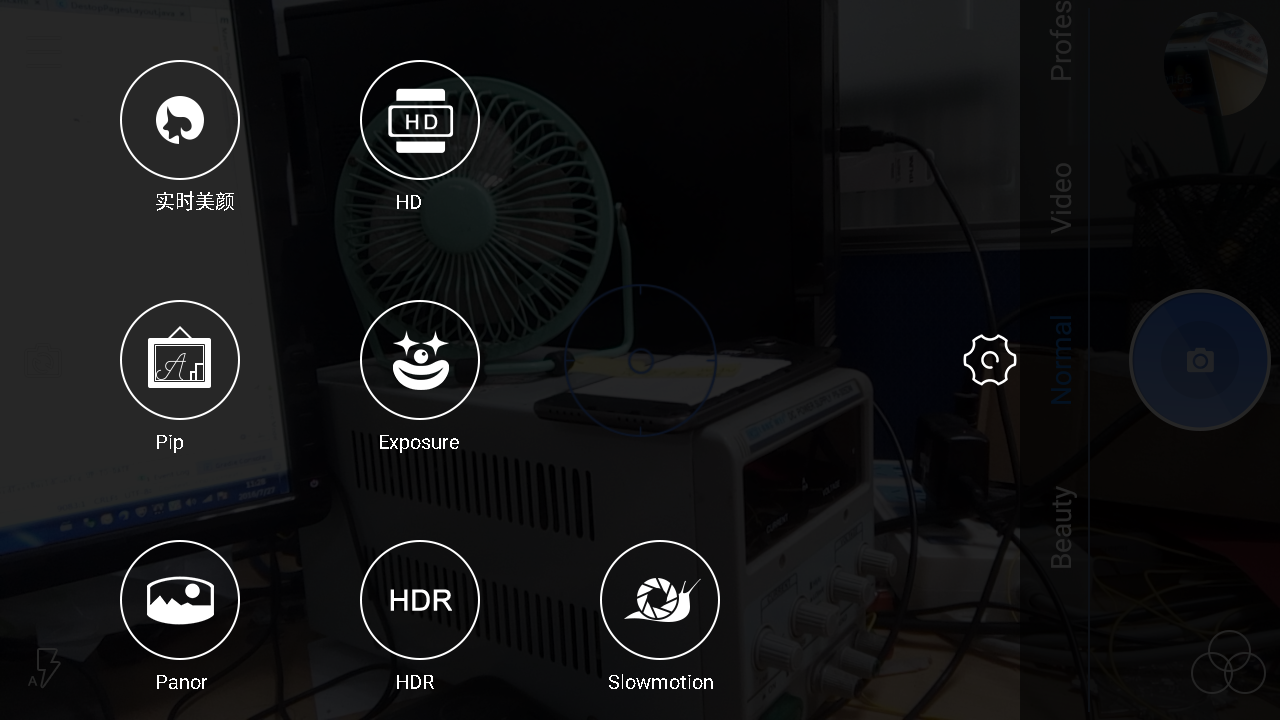 Profes
实时美颜
HD
HD
Video
Normal
Pip
Exposure
Beauty
HDR
A
Panor
HDR
Slowmotion